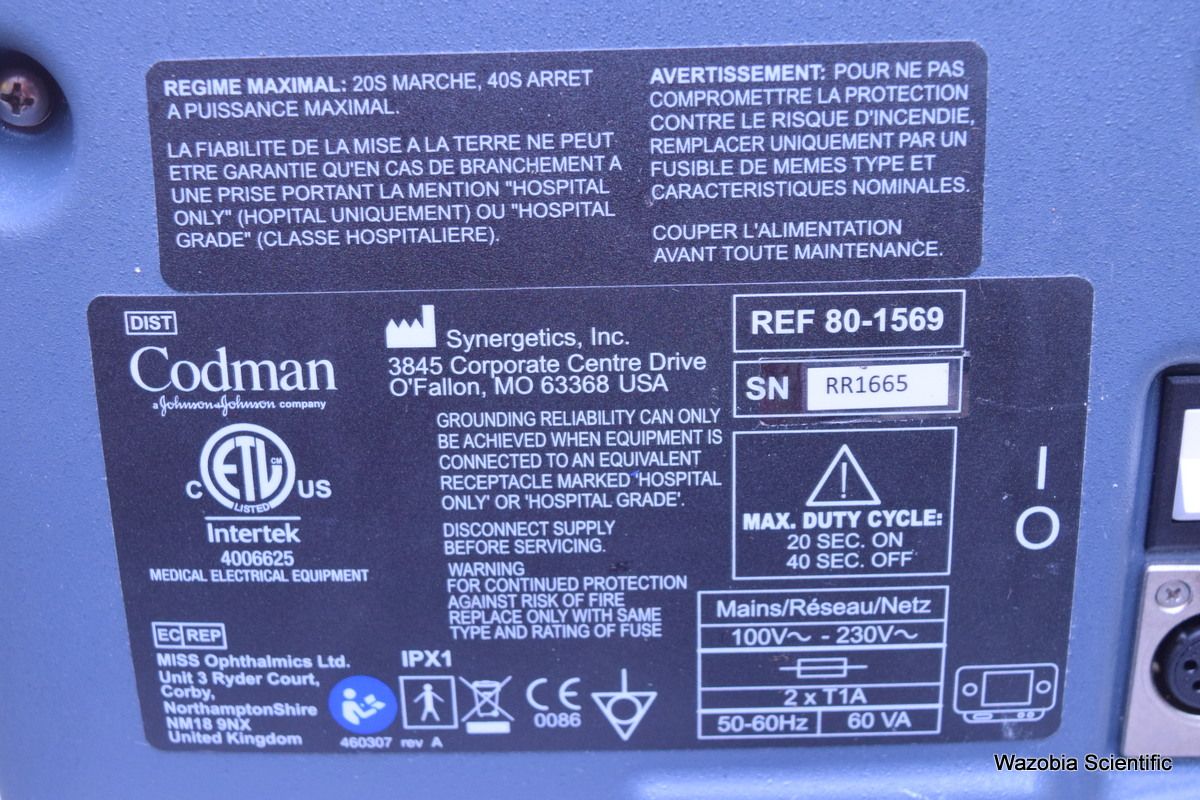 REGIME MAXIMAL: 20S MARCHE, 40S ARRET
A PUISSANCE MAXIMAL.
LA FIABILITE DE LA MISE A LA TERRE NE PEUT
ETRE GARANTIE QU'EN CAS DE BRANCHEMENT A
UNE PRISE PORTANT LA MENTION "HOSPITAL
ONLY" (HOPITAL UNIQUEMENT) OU "HOSPITAL
GRADE" (CLASSE HOSPITALIERE).
AVERTISSEMENT: POUR NE PAS
COMPROMETTRE LA PROTECTION
CONTRE LE RISQUE D'INCENDIE,
REMPLACER UNIQUEMENT PAR UN
FUSIBLE DE MEMES TYPE ET
CARACTERISTIQUES NOMINALES.
COUPER L'ALIMENTATION
AVANT TOUTE MAINTENANCE.
DIST
Codman
a Johnson & Johnson company
C ETL CM US
LISTED
Intertek
4006625
MEDICAL ELECTRICAL EQUIPMENT
EC REP
MISS Ophthalmics Ltd.
Unit 3 Ryder Court,
Corby,
NorthamptonShire
NM18 9NX
United Kingdom
Synergetics, Inc.
3845 Corporate Centre Drive
O'Fallon, MO 63368 USA
GROUNDING RELIABILITY CAN ONLY
BE ACHIEVED WHEN EQUIPMENT IS
CONNECTED TO AN EQUIVALENT
RECEPTACLE MARKED 'HOSPITAL
ONLY' OR 'HOSPITAL GRADE'.
DISCONNECT SUPPLY
BEFORE SERVICING.
WARNING
FOR CONTINUED PROTECTION
AGAINST RISK OF FIRE
REPLACE ONLY WITH SAME
TYPE AND RATING OF FUSE
IPX1
CE
0086
460307 rev A
REF 80-1569
SN RR1665
MAX. DUTY CYCLE:
20 SEC. ON
40 SEC. OFF
Mains/Réseau/Netz
100V~ - 230V~
2 x T1A
50-60Hz 60 VA
I
O
Wazobia Scientific